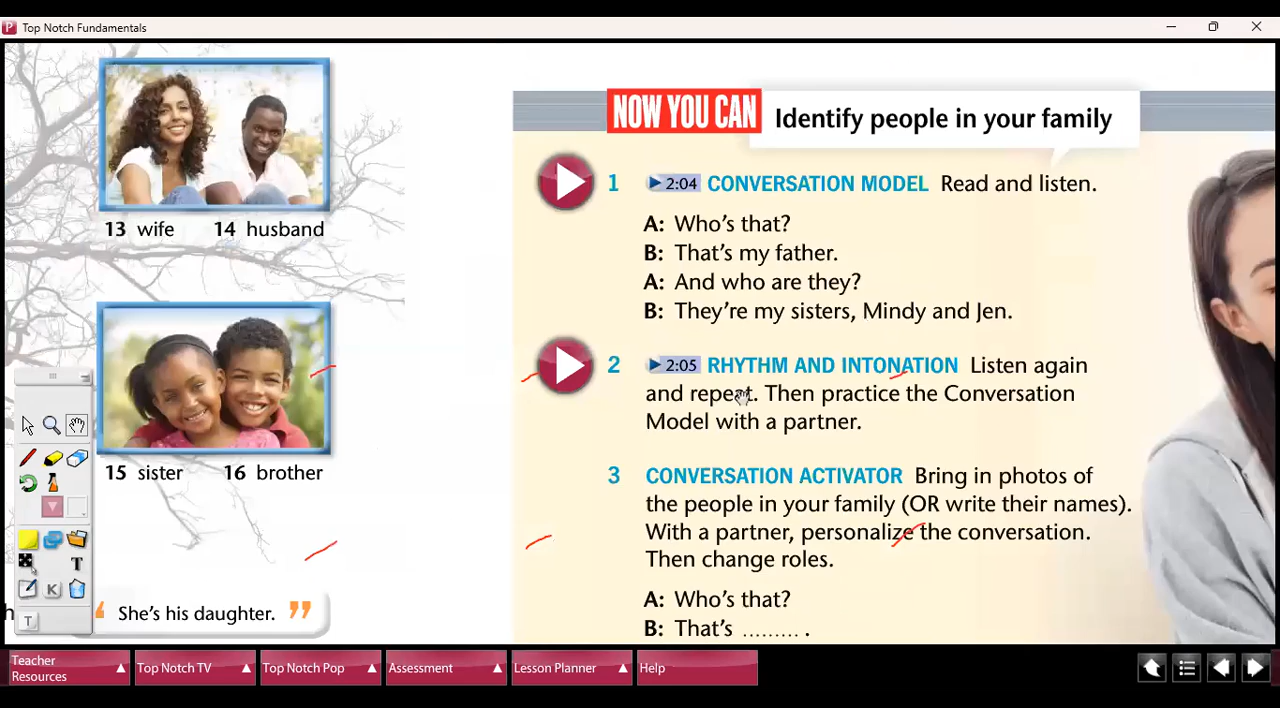 Top Notch Fundamentals
13 wife 14 husband
15 sister 16 brother
She's his daughter.
NOW YOU CAN Identify people in your family
1 2:04 CONVERSATION MODEL Read and listen.
A: Who's that?
B: That's my father.
A: And who are they?
B: They're my sisters, Mindy and Jen.
2 2:05 RHYTHM AND INTONATION Listen again
and repeat. Then practice the Conversation
Model with a partner.
3 CONVERSATION ACTIVATOR Bring in photos of
the people in your family (OR write their names).
With a partner, personalize the conversation.
Then change roles.
A: Who's that?
B: That's ......... .
T
K
T
Teacher
Resources
Top Notch TV
Top Notch Pop
Assessment
Lesson Planner
Help